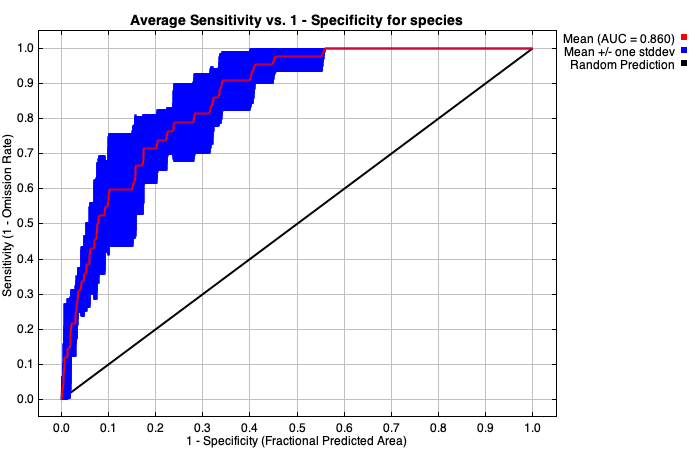 Average Sensitivity vs. 1 - Specificity for species
Mean (AUC = 0.860)
Mean +/- one stddev
Random Prediction
Sensitivity (1 - Omission Rate)
1.0
0.9
0.8
0.7
0.6
0.5
0.4
0.3
0.2
0.1
0.0
0.0 0.1 0.2 0.3 0.4 0.5 0.6 0.7 0.8 0.9 1.0
1 - Specificity (Fractional Predicted Area)